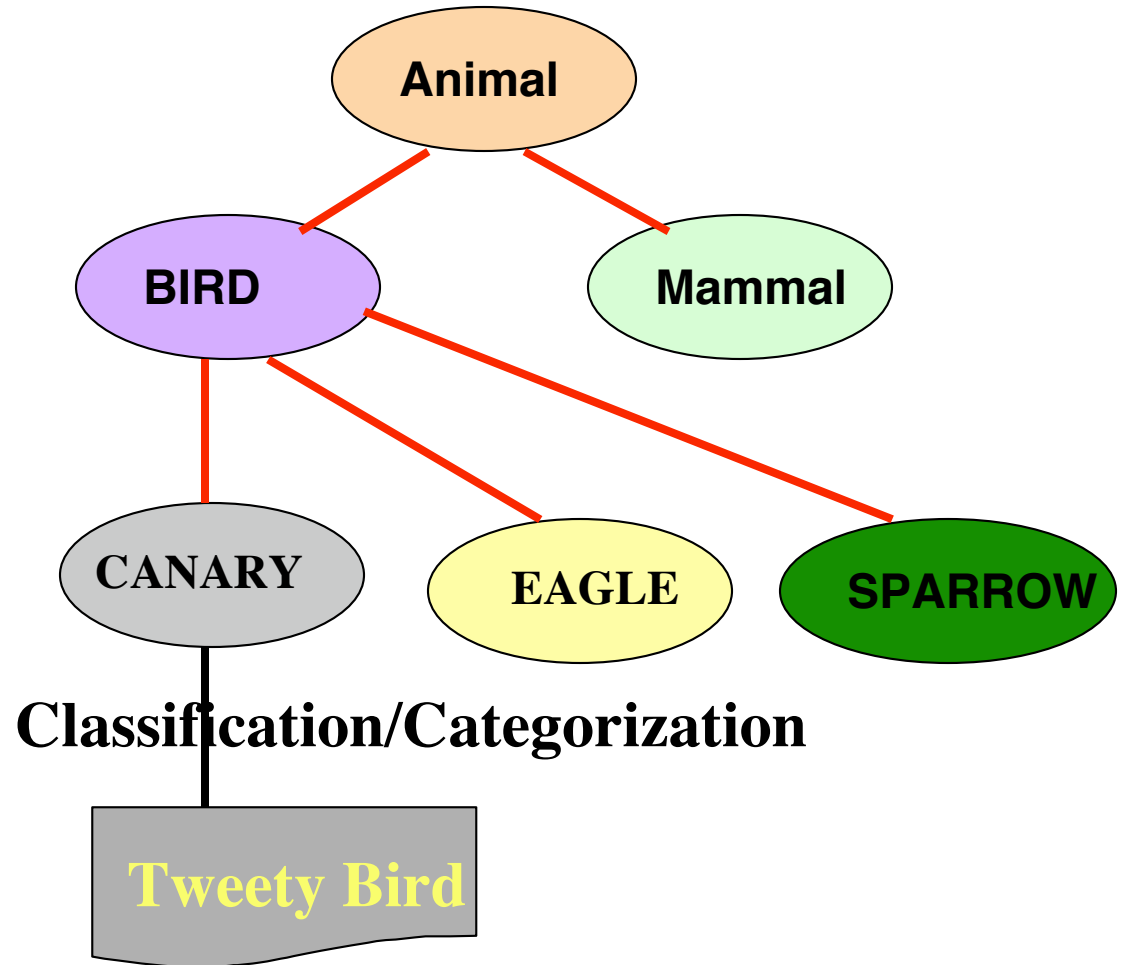 Animal
BIRD
Mammal
CANARY
EAGLE
SPARROW
Classification/Categorization
Tweety Bird